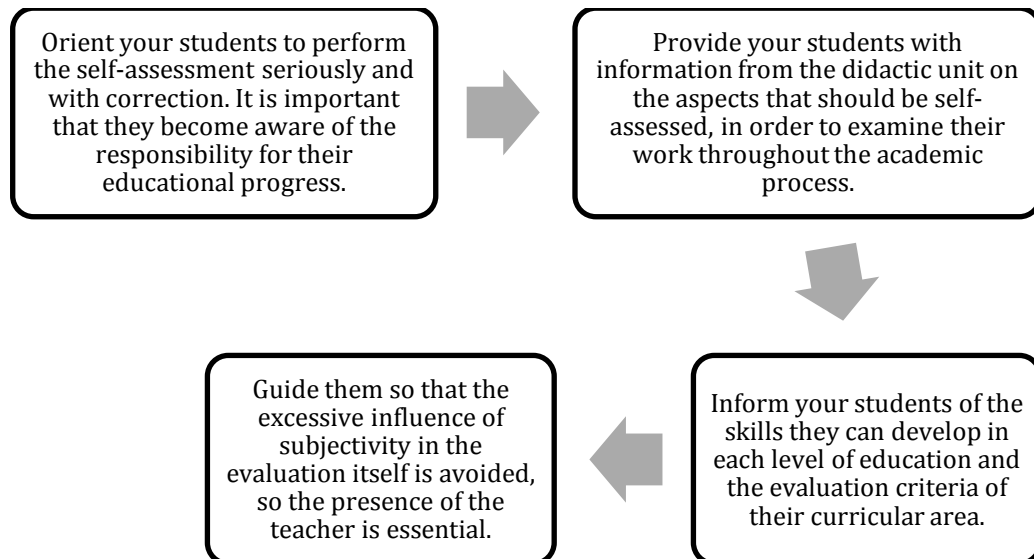 Orient your students to perform
the self-assessment seriously and
with correction. It is important
that they become aware of the
responsibility for their
educational progress.
Provide your students with
information from the didactic unit on
the aspects that should be self-
assessed, in order to examine their
work throughout the academic
process.
Inform your students of the
skills they can develop in
each level of education and
the evaluation criteria of
their curricular area.
Guide them so that the
excessive influence of
subjectivity in the
evaluation itself is avoided,
so the presence of the
teacher is essential.